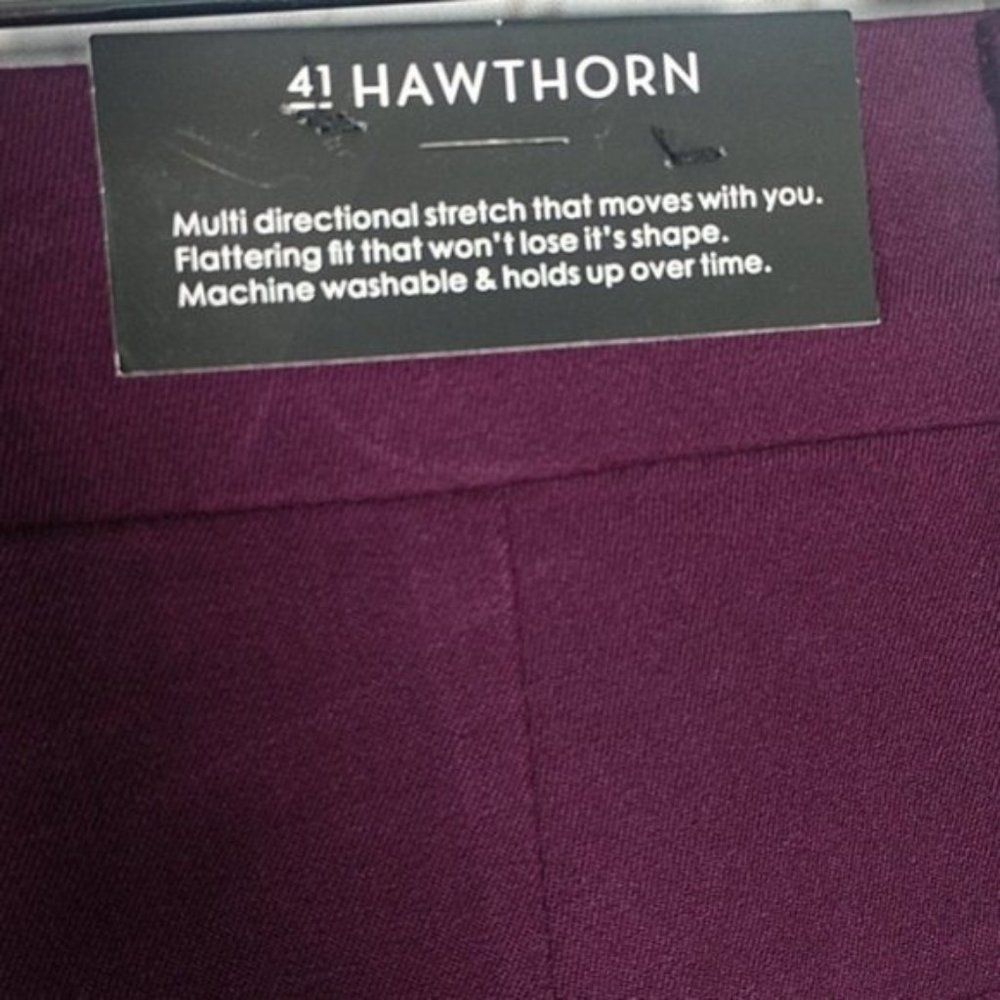 41 HAWTHORN
Multi directional stretch that moves with you.
Flattering fit that won't lose it's shape.
Machine washable & holds up over time.